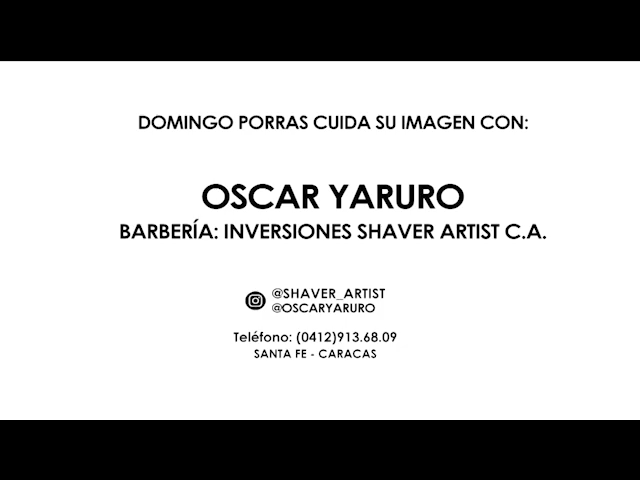 DOMINGO PORRAS CUIDA SU IMAGEN CON:
OSCAR YARURO
BARBERÍA: INVERSIONES SHAVER ARTIST C.A.
@SHAVER_ARTIST
@OSCARYARURO
Teléfono: (0412)913.68.09
SANTA FE - CARACAS